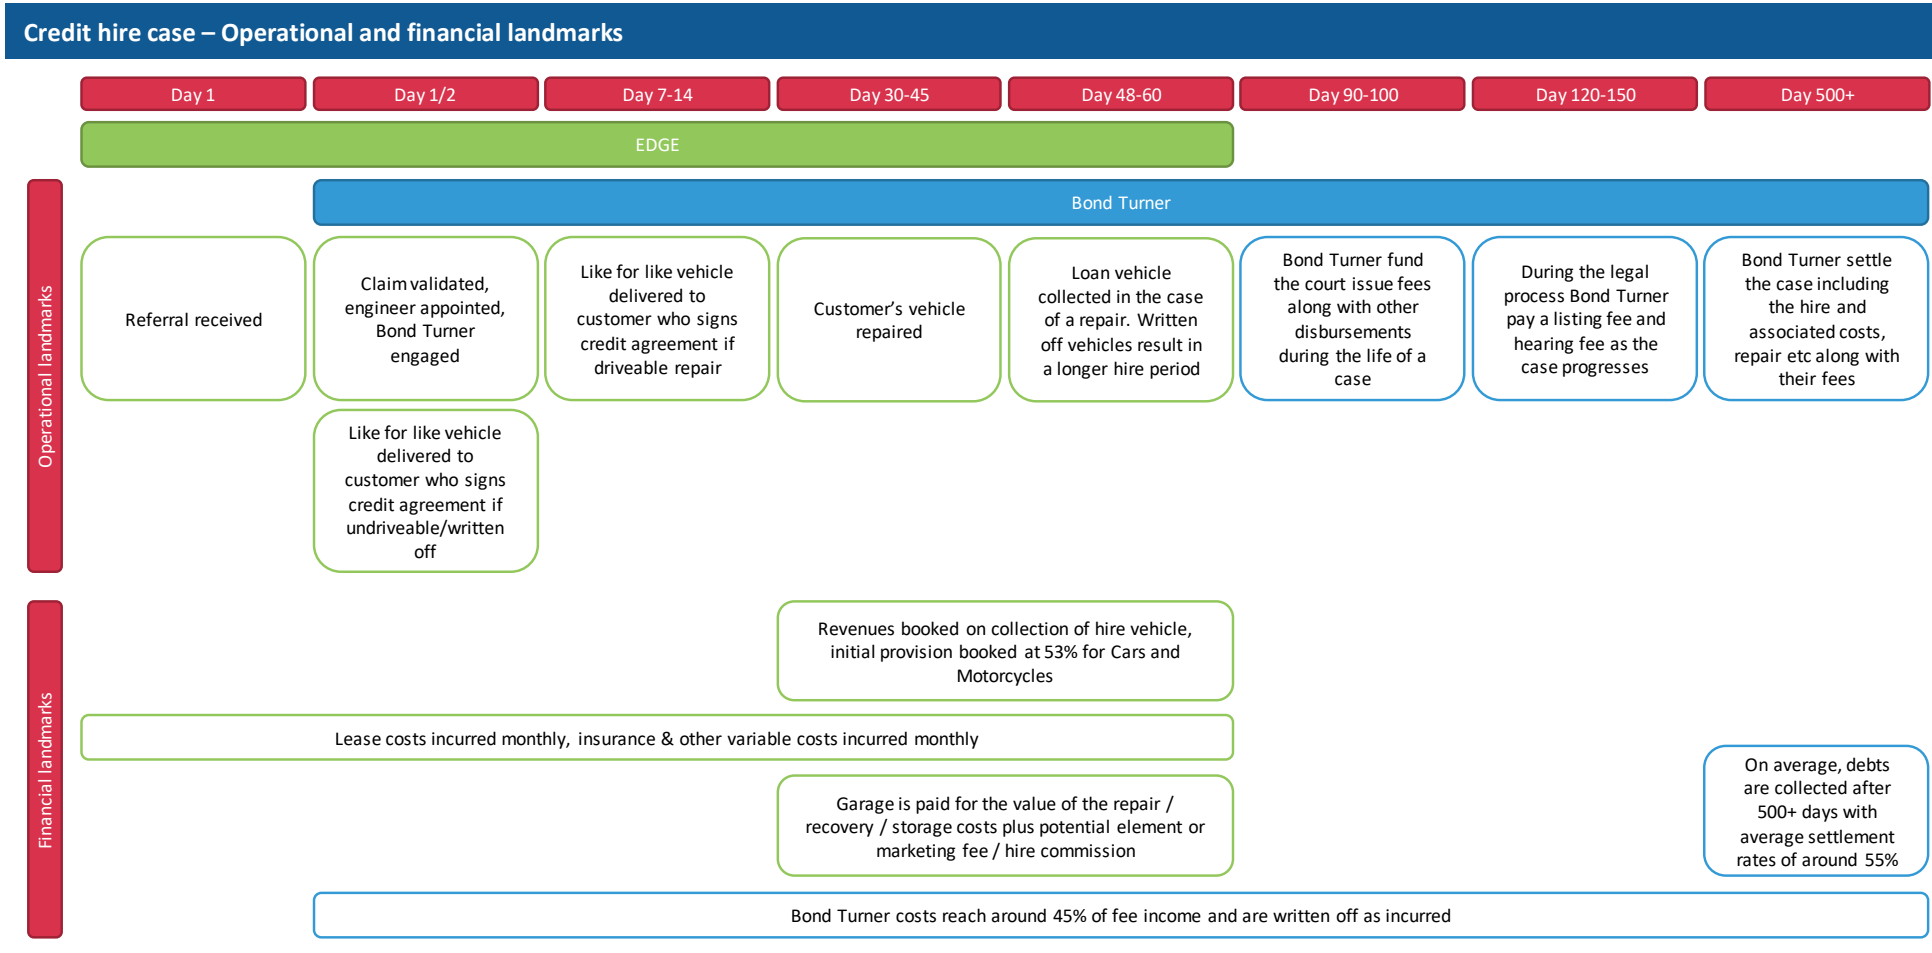 Credit hire case – Operational and financial landmarks
Day 1
Day 1/2
Day 7-14
Day 30-45
Day 48-60
Day 90-100
Day 120-150
Day 500+
EDGE
Bond Turner
Operational landmarks
Referral received
Claim validated,
engineer appointed,
Bond Turner
engaged
Like for like vehicle
delivered to
customer who signs
credit agreement if
driveable repair
Customer's vehicle
repaired
Loan vehicle
collected in the case
of a repair. Written
off vehicles result in
a longer hire period
Bond Turner fund
the court issue fees
along with other
disbursements
during the life of a
case
During the legal
process Bond Turner
pay a listing fee and
hearing fee as the
case progresses
Bond Turner settle
the case including
the hire and
associated costs,
repair etc along with
their fees
Like for like vehicle
delivered to
customer who signs
credit agreement if
undriveable/written
off
Financial landmarks
Revenues booked on collection of hire vehicle,
initial provision booked at 53% for Cars and
Motorcycles
Lease costs incurred monthly, insurance & other variable costs incurred monthly
Garage is paid for the value of the repair /
recovery / storage costs plus potential element or
marketing fee / hire commission
On average, debts
are collected after
500+ days with
average settlement
rates of around 55%
Bond Turner costs reach around 45% of fee income and are written off as incurred